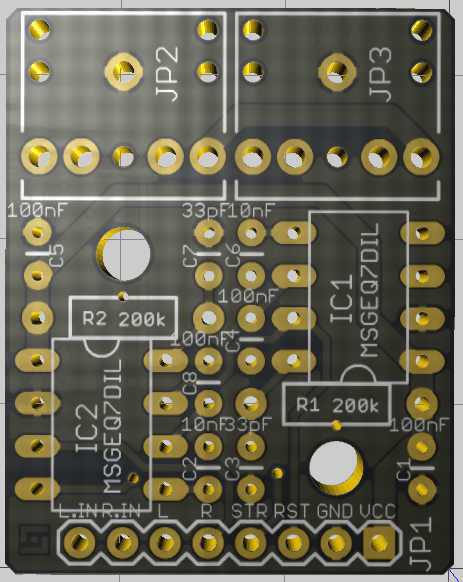 JP2
JP3
100nF
33pF
10nF
C5
C7
C6
IC1
MSGEQ7DIL
100nF
R2 200k
C4
100nF
C8
IC2
MSGEQ7DIL
R1 200k
10nF
33pF
100nF
C2
C3
C1
L.IN
R.IN
L
R
STR
RST
GND
VCC
JP1